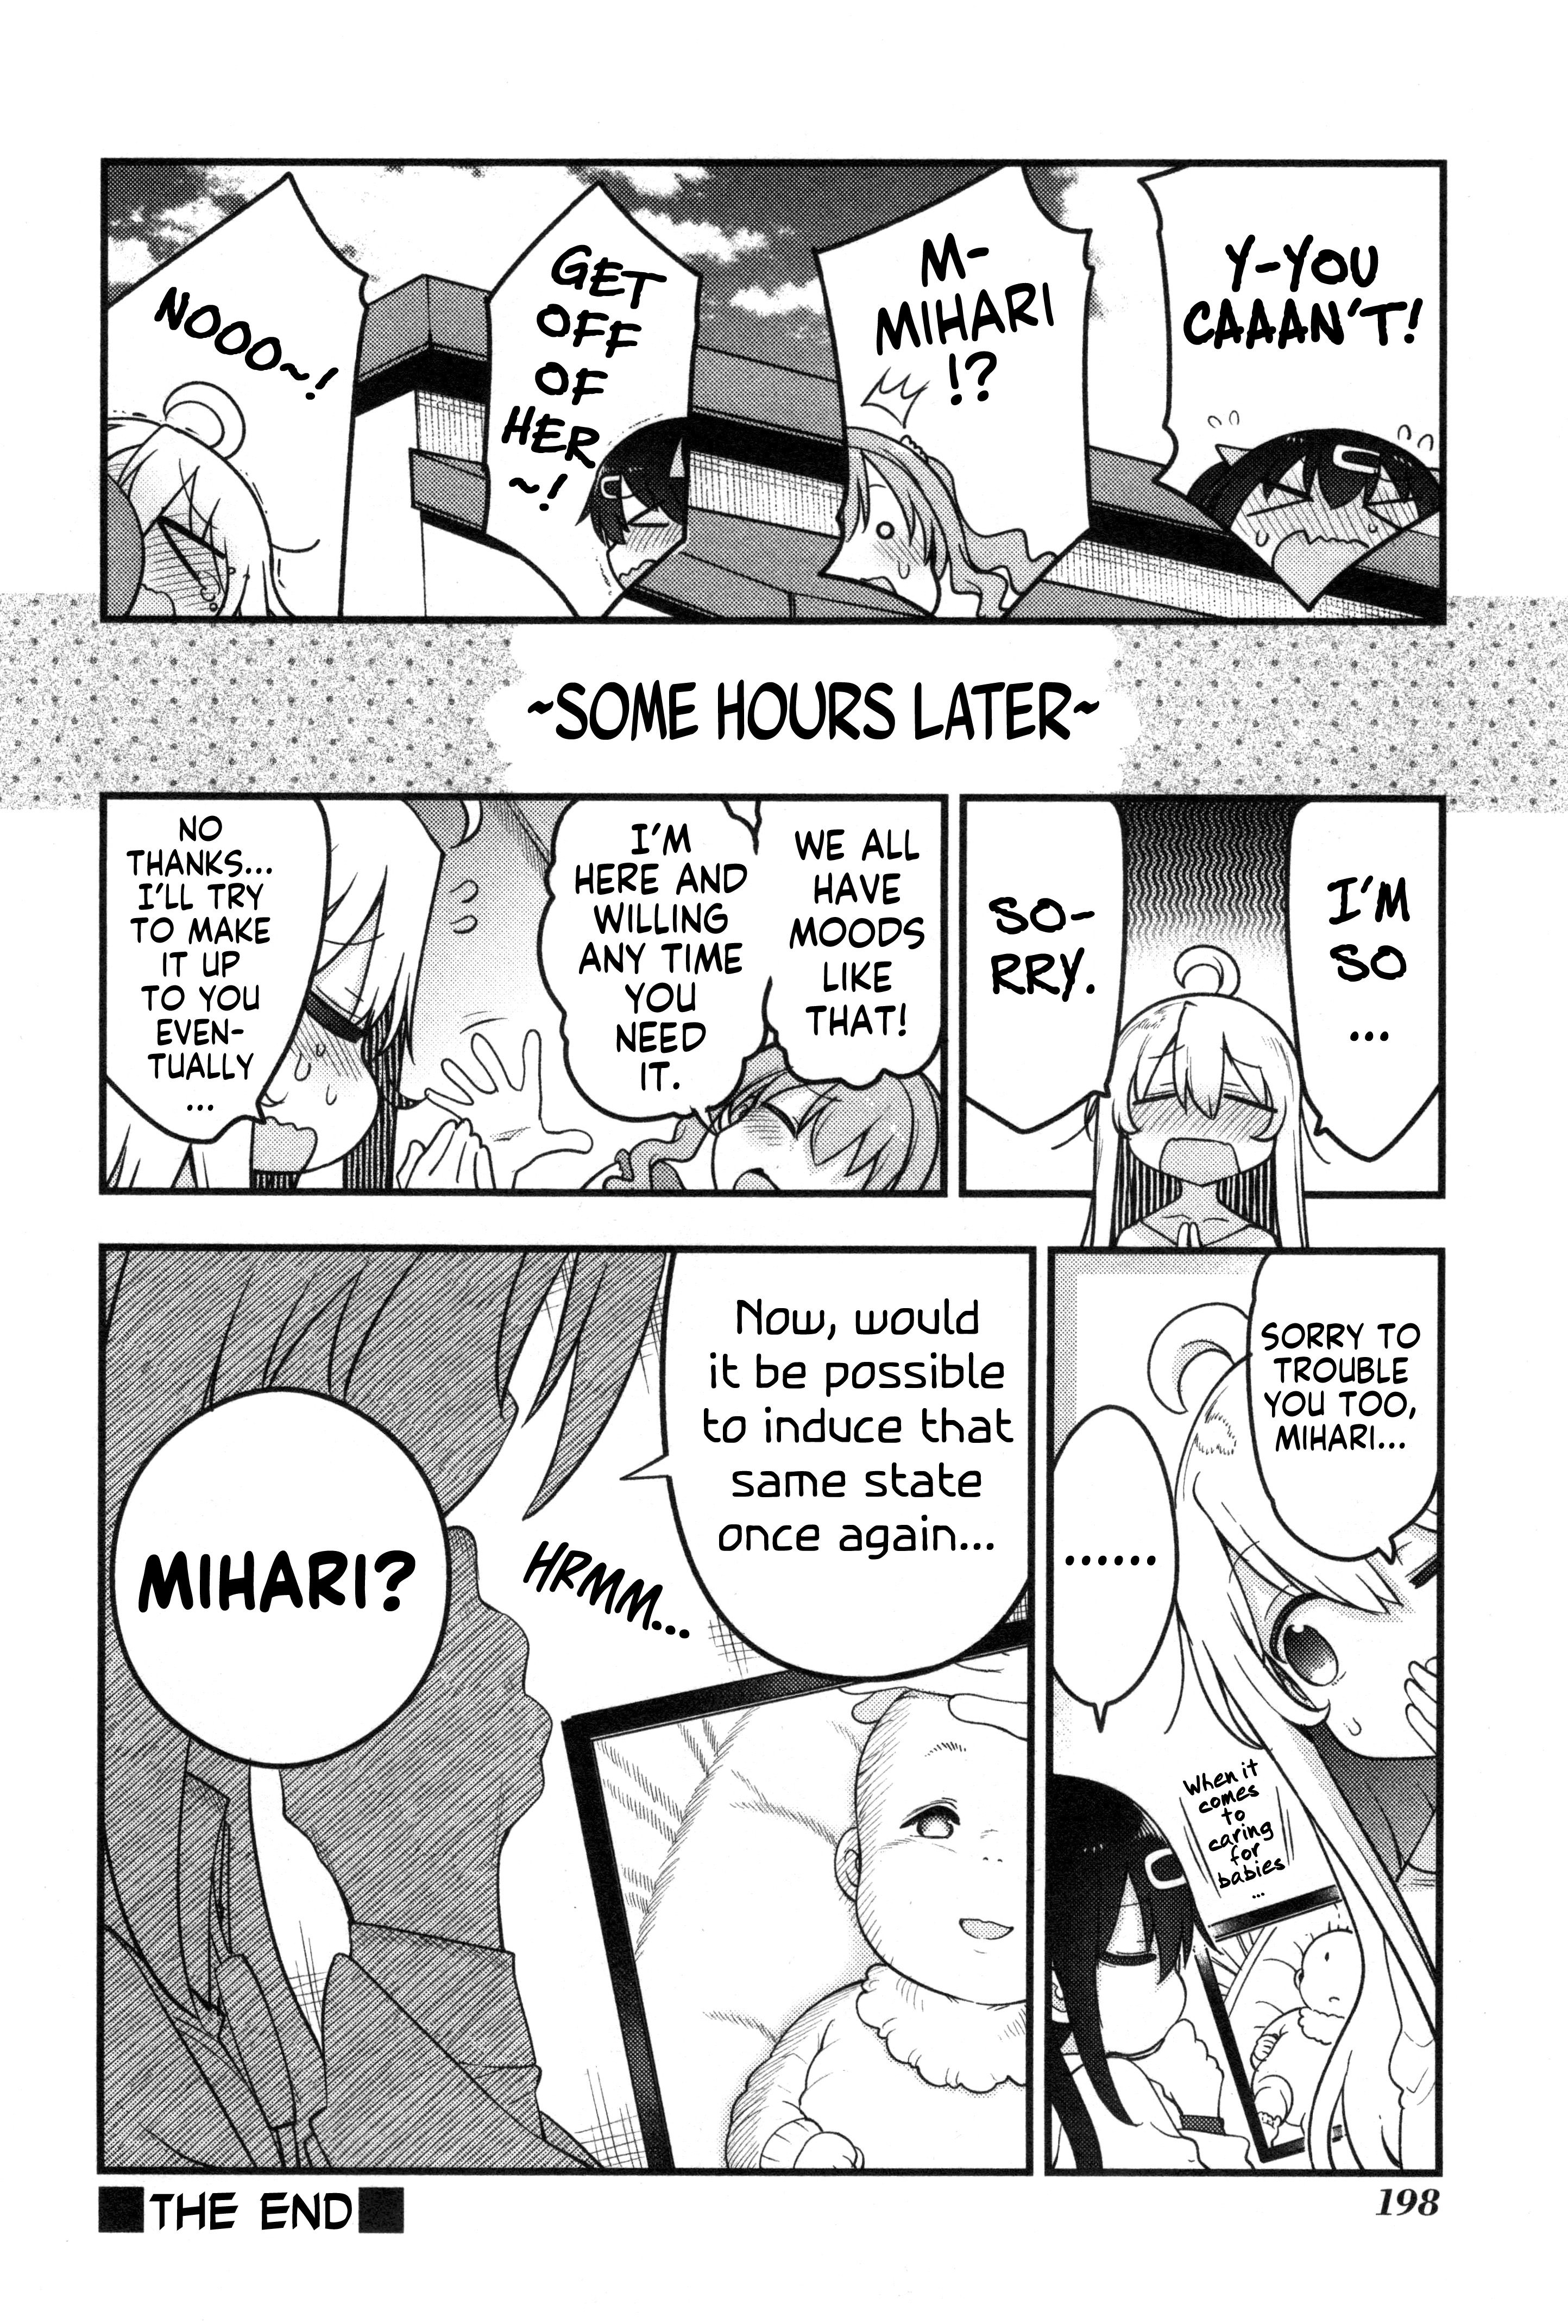 Y-YOU
CAAAN'T!
M-
MIHARI
!?
GET
OFF
OF
HER
~!
NOOO~!
~SOME HOURS LATER~
I'M
SO
...
SO-
RRY.
WE ALL
HAVE
MOODS
LIKE
THAT!
I'M
HERE AND
WILLING
ANY TIME
YOU
NEED
IT.
NO
THANKS...
I'LL TRY
TO MAKE
IT UP
TO YOU
EVEN-
TUALLY
...
SORRY TO
TROUBLE
YOU TOO,
MIHARI...
......
When it
comes
to
caring
for
babies
...
Now, would
it be possible
to induce that
same state
once again...
HRMM...
MIHARI?
THE END
198